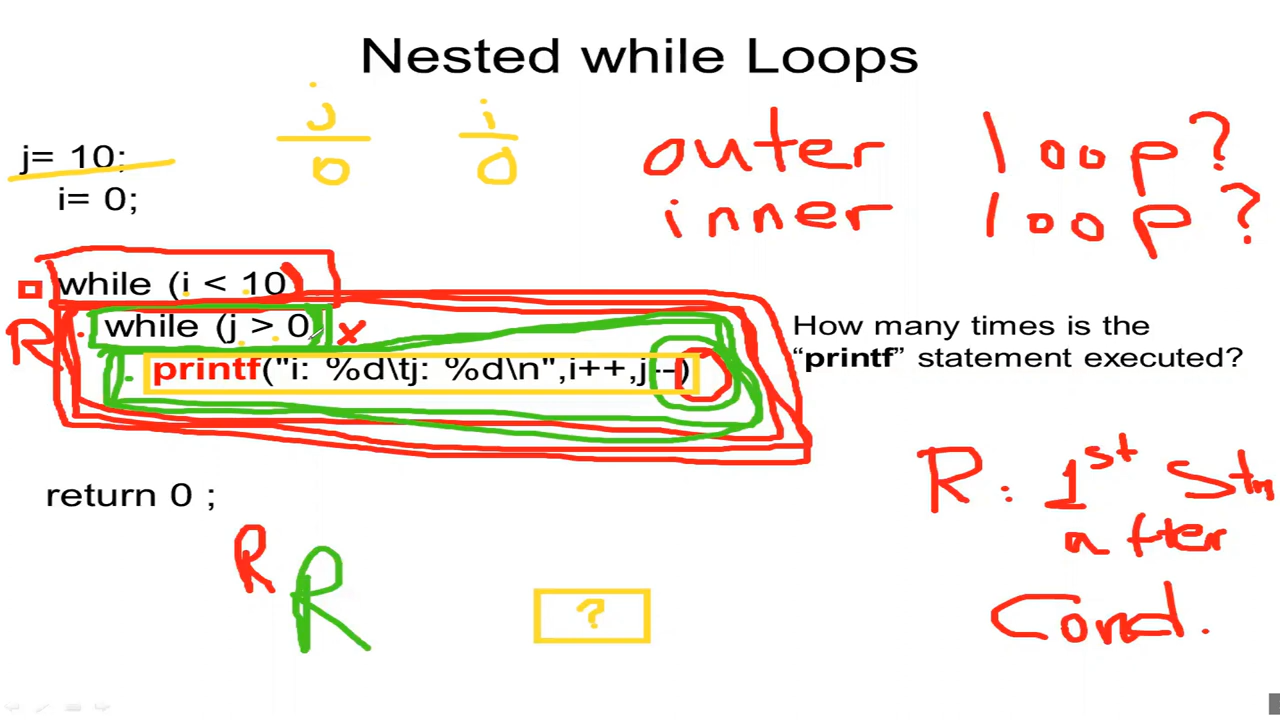 Nested while Loops
j i
0 0
outer loop?
inner loop?
j= 10;
i= 0;
while (i < 10)
R while (j > 0) x
printf("i: %d\tj: %d\n",i++,j--)
How many times is the
“printf” statement executed?
return 0 ;
R: 1st Stm
after
Cond.
R R
?